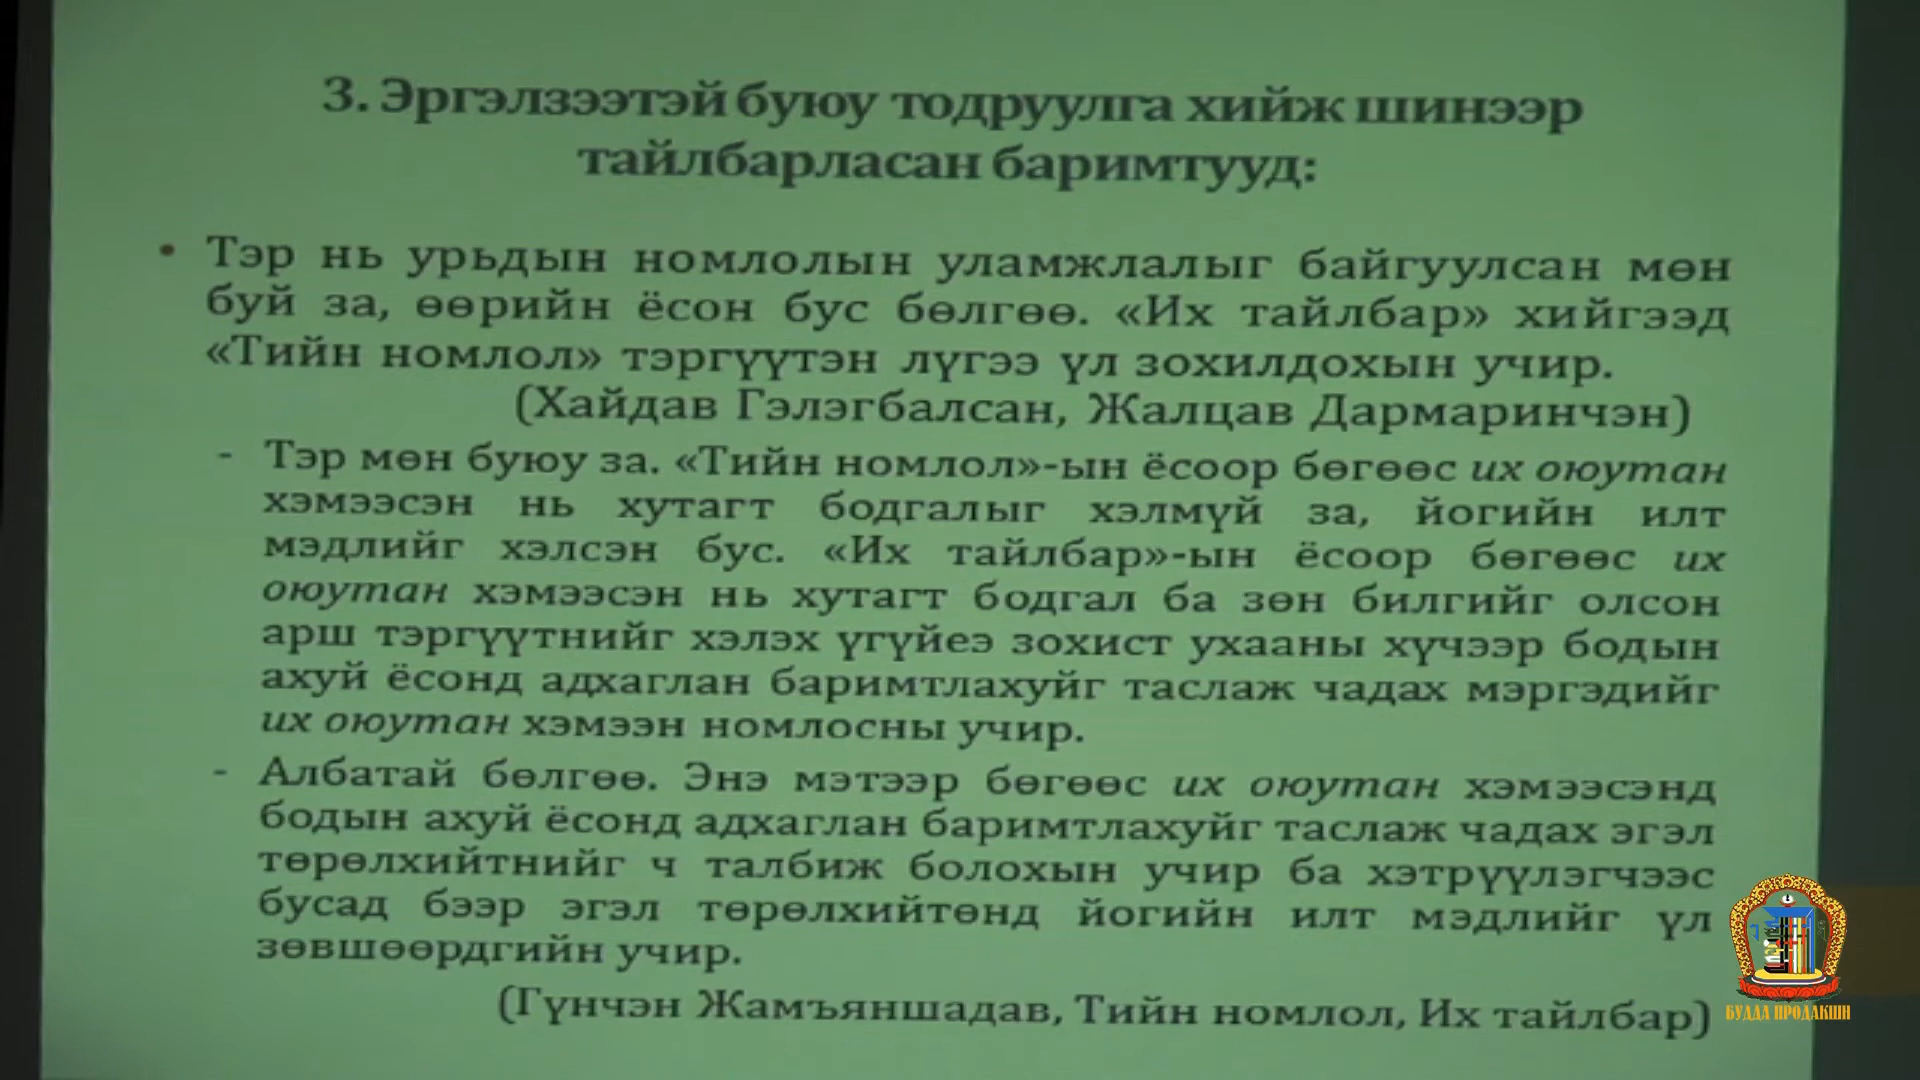 3. Эргэлзээтэй буюу тодруулга хийж шинээр
тайлбарласан баримтууд:
• Тэр нь урьдын номлолын уламжлалыг байгуулсан мөн
буй за, өөрийн ёсон бус бөлгөө. «Их тайлбар» хийгээд
«Тийн номлол» тэргүүтэн лүгээ үл зохилдохын учир.
(Хайдав Гэлэгбалсан, Жалцав Дармаринчэн)
- Тэр мөн буюу за. «Тийн номлол»-ын ёсоор бөгөөс их оюутан
хэмээсэн нь хутагт бодгалыг хэлмүй за, йогийн илт
мэдлийг хэлсэн бус. «Их тайлбар»-ын ёсоор бөгөөс их
оюутан хэмээсэн нь хутагт бодгал ба зөн билгийг олсон
арш тэргүүтнийг хэлэх үгүйеэ зохист ухааны хүчээр бодын
ахуй ёсонд адхаглан баримтлахуйг таслаж чадах мэргэдийг
их оюутан хэмээн номлосны учир.
- Албатай бөлгөө. Энэ мэтээр бөгөөс их оюутан хэмээсэнд
бодын ахуй ёсонд адхаглан баримтлахуйг таслаж чадах эгэл
төрөлхийтнийг ч талбиж болохын учир ба хэтрүүлэгчээс
бусад бээр эгэл төрөлхийтөнд йогийн илт мэдлийг үл
зөвшөөрдгийн учир.
(Гүнчэн Жамъяншадав, Тийн номлол, Их тайлбар)
БУДДА ПРОДАКШН